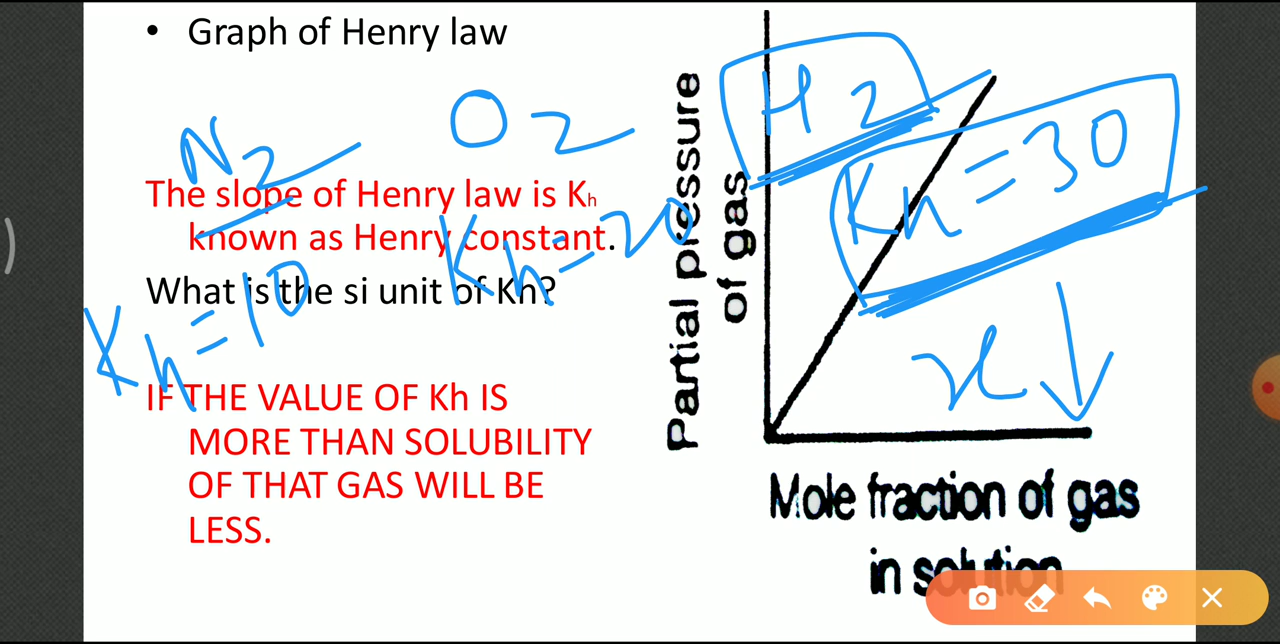 • Graph of Henry law
N2
O2
H2
The slope of Henry law is Kh
known as Henry constant.
Kh=10
Kh=20
Kh=30
What is the si unit of Kh?
IF THE VALUE OF Kh IS
MORE THAN SOLUBILITY
OF THAT GAS WILL BE
LESS.
Partial pressure
of gas
x↓
Mole fraction of gas
in solution